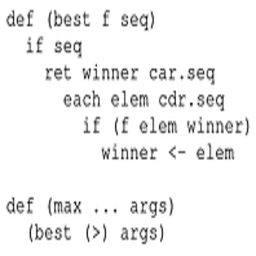 def (best f seq)
  if seq
    ret winner car.seq
      each elem cdr.seq
        if (f elem winner)
          winner <- elem

def (max ... args)
  (best (>) args)